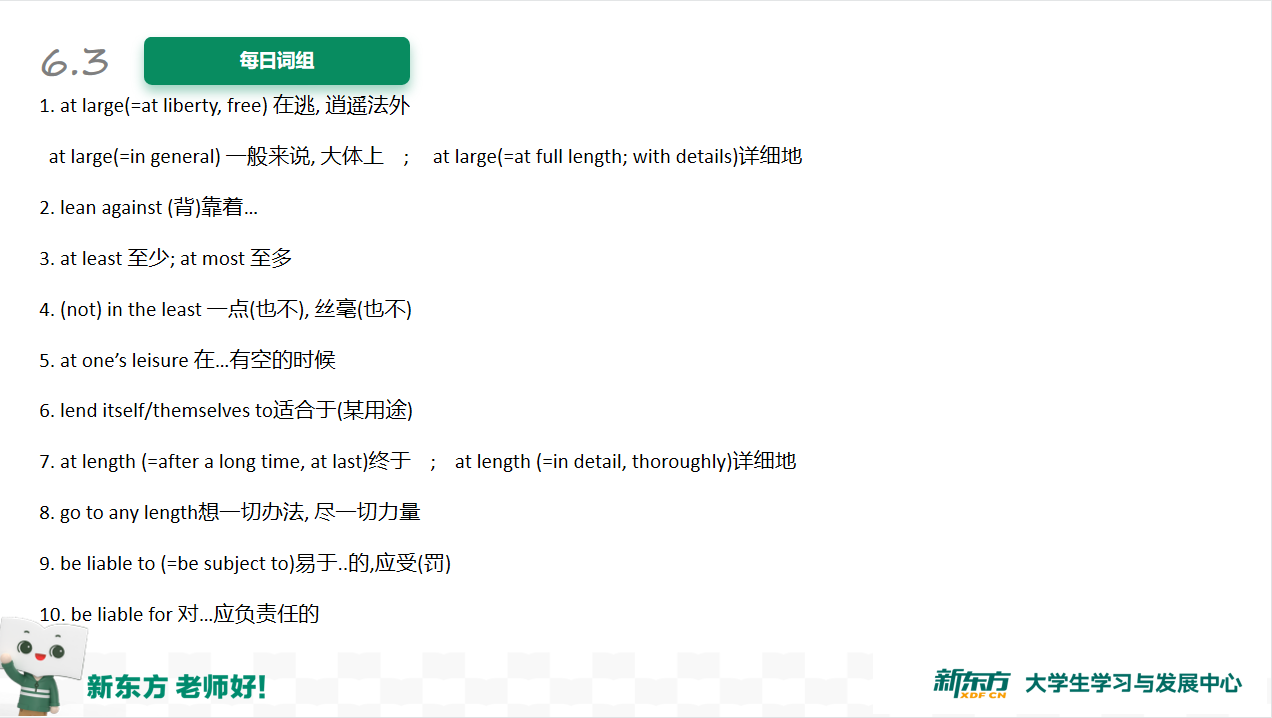 6.3 每日词组
1. at large(=at liberty, free) 在逃, 逍遥法外
at large(=in general) 一般来说, 大体上 ; at large(=at full length; with details)详细地
2. lean against (背)靠着…
3. at least 至少; at most 至多
4. (not) in the least 一点(也不), 丝毫(也不)
5. at one’s leisure 在…有空的时候
6. lend itself/themselves to适合于(某用途)
7. at length (=after a long time, at last)终于 ; at length (=in detail, thoroughly)详细地
8. go to any length想一切办法, 尽一切力量
9. be liable to (=be subject to)易于..的,应受(罚)
10. be liable for 对…应负责任的
新东方 老师好!
新东方 XDF.CN 大学生学习与发展中心